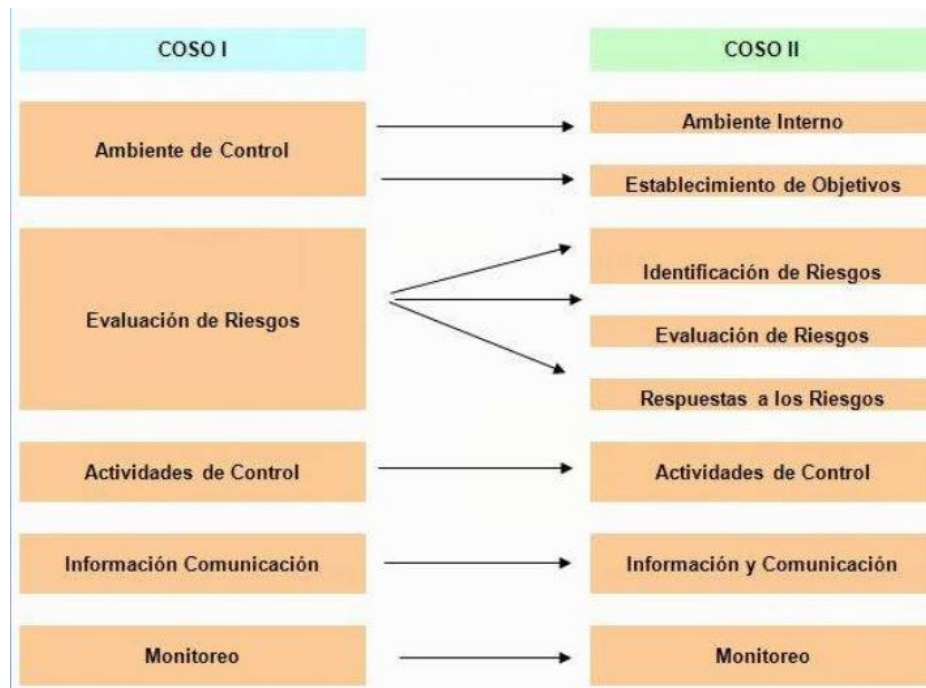 COSO I
COSO II
Ambiente de Control
Ambiente Interno
Establecimiento de Objetivos
Evaluación de Riesgos
Identificación de Riesgos
Evaluación de Riesgos
Respuestas a los Riesgos
Actividades de Control
Actividades de Control
Información Comunicación
Información y Comunicación
Monitoreo
Monitoreo